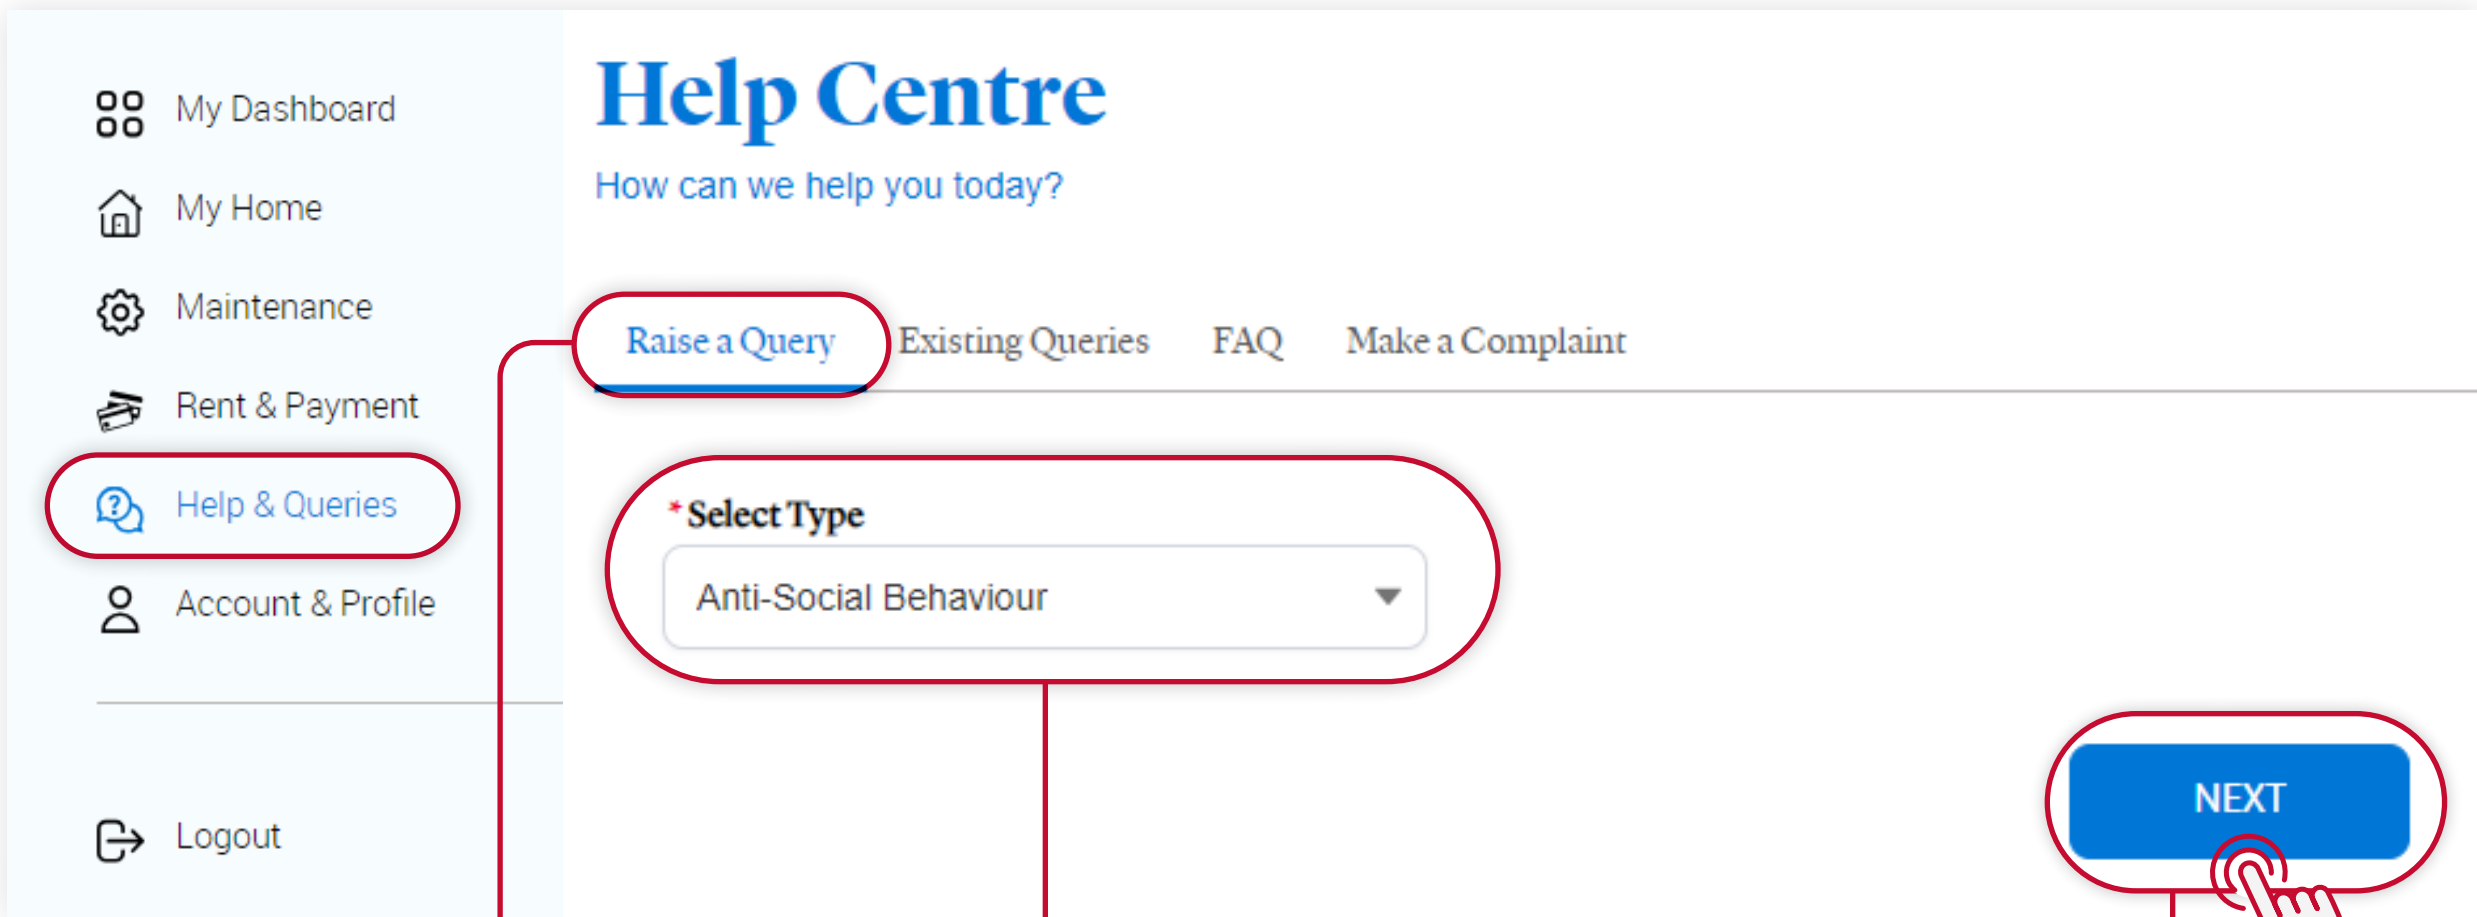 My Dashboard
My Home
Maintenance
Rent & Payment
Help & Queries
Account & Profile
Logout
Help Centre
How can we help you today?
Raise a Query Existing Queries FAQ Make a Complaint
* Select Type
Anti-Social Behaviour
NEXT